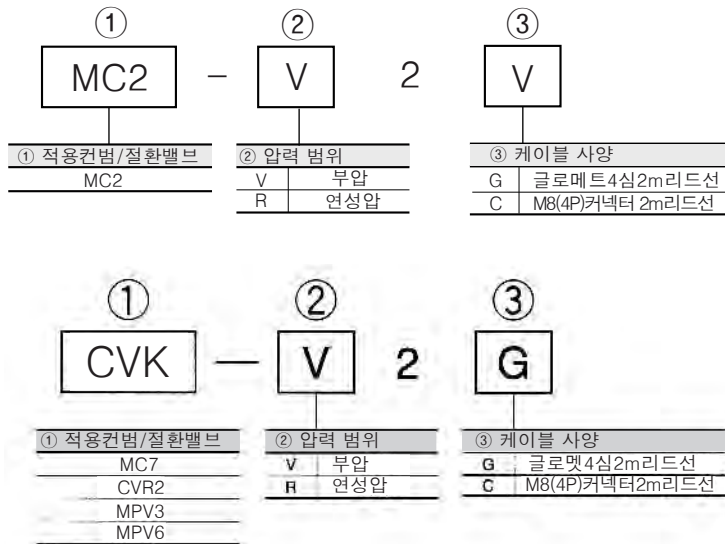 ① ② ③
MC2 – V 2 V
① 적용컨범/절환밸브 ② 압력 범위 ③ 케이블 사양
MC2 V 부압 G 글로메트4심2m리드선
R 연성압 C M8(4P)커넥터 2m리드선
① ② ③
CVK — V 2 G
① 적용컨범/절환밸브 ② 압력 범위 ③ 케이블 사양
MC7 V 부압 G 글로멧4심2m리드선
CVR2 R 연성압 C M8(4P)커넥터2m리드선
MPV3
MPV6